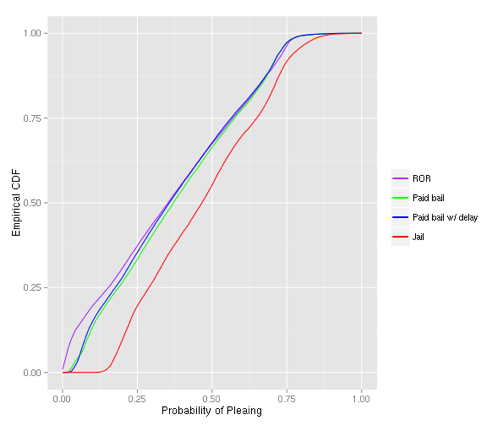 1.00
0.75
0.50
0.25
0.00
Empirical CDF
0.00 0.25 0.50 0.75 1.00
Probability of Pleaing
ROR
Paid bail
Paid bail w/ delay
Jail